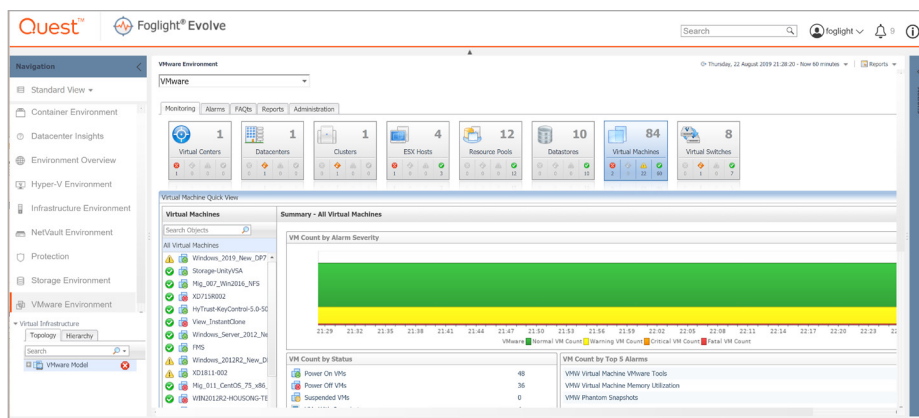 Quest™ Foglight® Evolve
Search foglight 9
Navigation
Standard View
Container Environment
Datacenter Insights
Environment Overview
Hyper-V Environment
Infrastructure Environment
NetVault Environment
Protection
Storage Environment
VMware Environment
Virtual Infrastructure
Topology Hierarchy
Search
VMware Model
VMware Environment
Thursday, 22 August 2019 21:28:20 - Now 60 minutes Reports
VMware
Monitoring Alarms FAQts Reports Administration
1 1 1 4 12 10 84 8
Virtual Centers Datacenters Clusters ESX Hosts Resource Pools Datastores Virtual Machines Virtual Switches
Virtual Machine Quick View
Virtual Machines
Search Objects
All Virtual Machines
Windows_2019_New_DP7
Storage-UnityVSA
Mig_007_Win2016_NFS
XD715R002
HyTrust-KeyControl-5.0-50
View_InstantClone
Windows_Server_2012_Ne
FMS
Windows_2012R2_New_D
XD1811-002
Mig_011_CentOS_75_x86_
WIN2012R2-HOUSONG-TE
Summary - All Virtual Machines
VM Count by Alarm Severity
21:29 21:32 21:35 21:38 21:41 21:44 21:47 21:50 21:53 21:56 21:59 22:02 22:05 22:08 22:11 22:14 22:17 22:20 22:23 22
VMware Normal VM Count Warning VM Count Critical VM Count Fatal VM Count
VM Count by Status
Power On VMs 48
Power Off VMs 36
Suspended VMs 0
VM Count by Top 5 Alarms
VMW Virtual Machine VMware Tools
VMW Virtual Machine Memory Utilization
VMW Phantom Snapshots